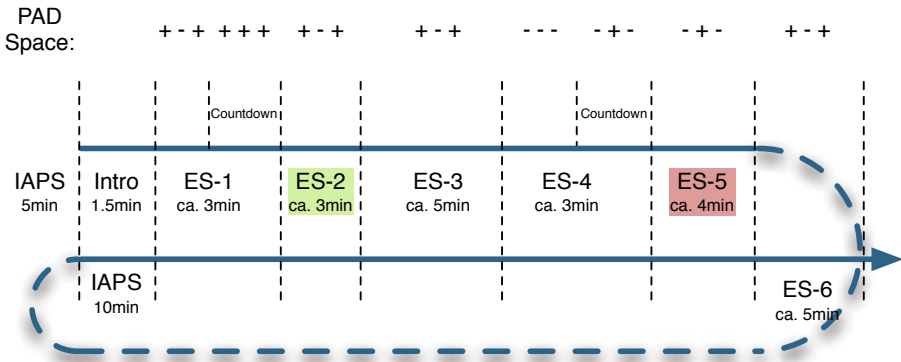 PAD
Space:
+ - + + + + + - + + - + - - - - + - - + - + - +
Countdown Countdown
IAPS Intro ES-1 ES-2 ES-3 ES-4 ES-5
5min 1.5min ca. 3min ca. 3min ca. 5min ca. 3min ca. 4min
IAPS ES-6
10min ca. 5min